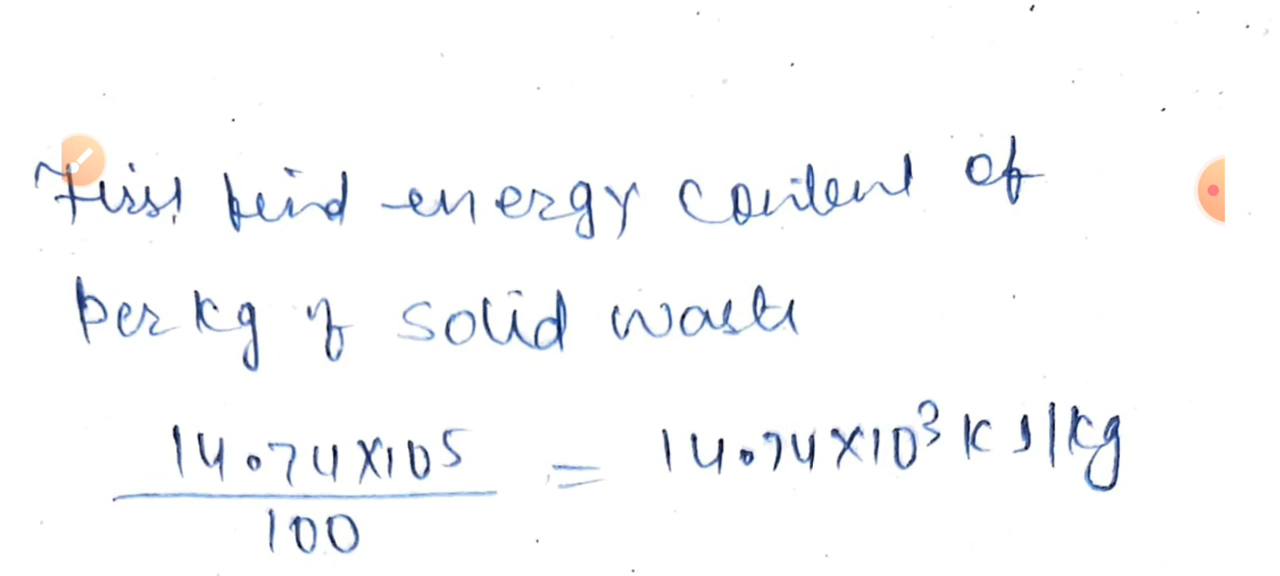 First find energy content of
per kg of solid waste
14.74×10⁵ / 100 = 14.74×10³ KJ/kg